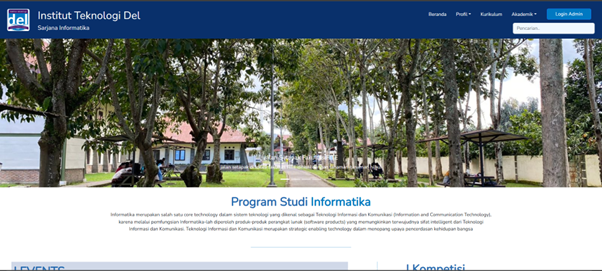 del
Institut Teknologi Del
Sarjana Informatika
Beranda Profil Kurikulum Akademik Login Admin
Pencarian..
Program Studi Informatika
Informatika merupakan salah satu core technology dalam sistem teknologi yang dikenal sebagai Teknologi Informasi dan Komunikasi (Information and Communication Technology),
karena melalui pemfungsian Informatika-lah diperoleh produk-produk perangkat lunak (software products) yang memungkinkan terwujudnya sifat intelligent dari Teknologi
Informasi dan Komunikasi. Teknologi Informasi dan Komunikasi merupakan strategic enabling technology dalam menopang upaya pencerdasan kehidupan bangsa
| EVENTS
| Kompetisi